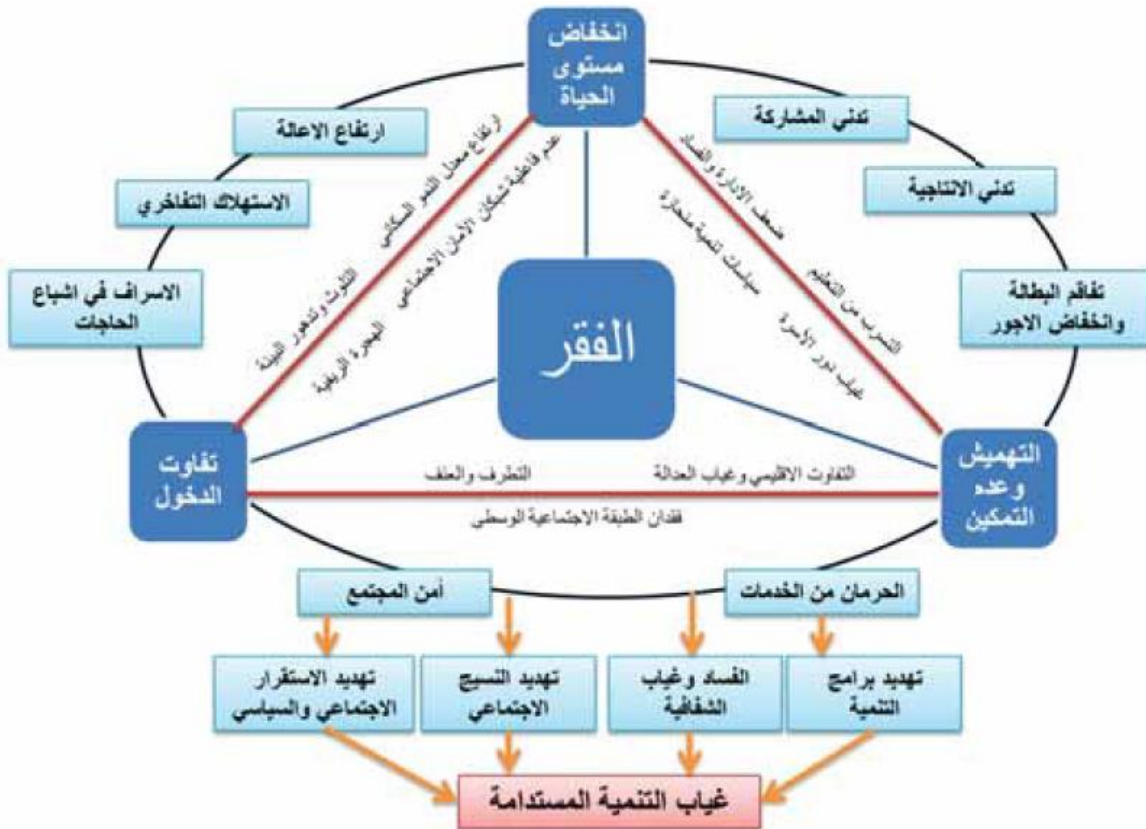 انخفاض
مستوى
الحياة
تدني المشاركة
ارتفاع الاعالة
تدني الانتاجية
الاستهلاك التفاخري
تفاقم البطالة
وانخفاض الاجور
الاسراف في اشباع
الحاجات
ضعف الادارة والفساد
التسرب من التعليم
سياسات تنمية منحازة
غياب دور الأسرة
ارتفاع معدل النمو السكاني
التلوث وتدهور البيئة
عدم فاعلية شبكات الأمان الاجتماعي
الهجرة الريفية
الفقر
التهميش
وعدم
التمكين
تفاوت
الدخول
التفاوت الاقليمي وغياب العدالة
التطرف والعنف
فقدان الطبقة الاجتماعية الوسطى
الحرمان من الخدمات
أمن المجتمع
تهديد برامج
التنمية
الفساد وغياب
الشفافية
تهديد النسيج
الاجتماعي
تهديد الاستقرار
الاجتماعي والسياسي
غياب التنمية المستدامة